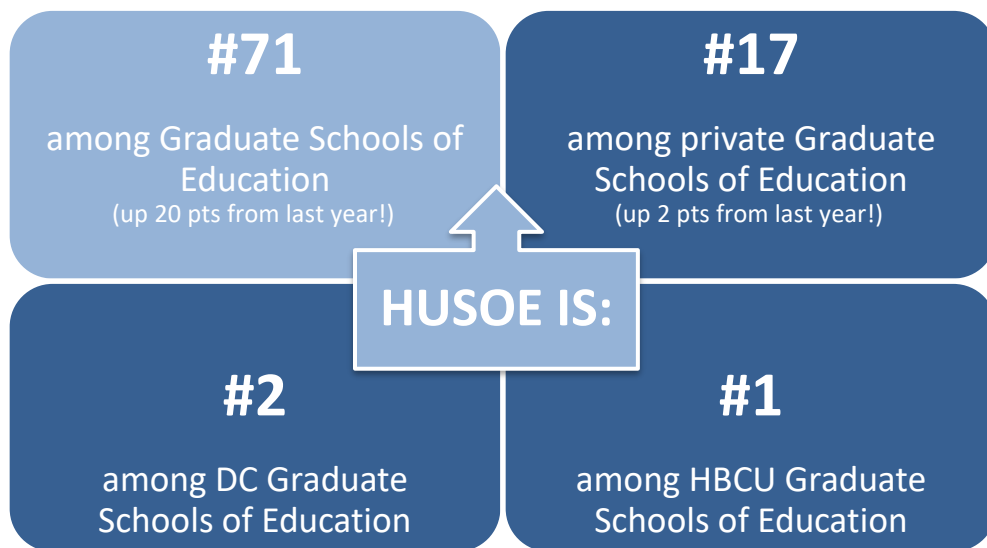 #71
among Graduate Schools of
Education
(up 20 pts from last year!)
#17
among private Graduate
Schools of Education
(up 2 pts from last year!)
HUSOE IS:
#2
among DC Graduate
Schools of Education
#1
among HBCU Graduate
Schools of Education